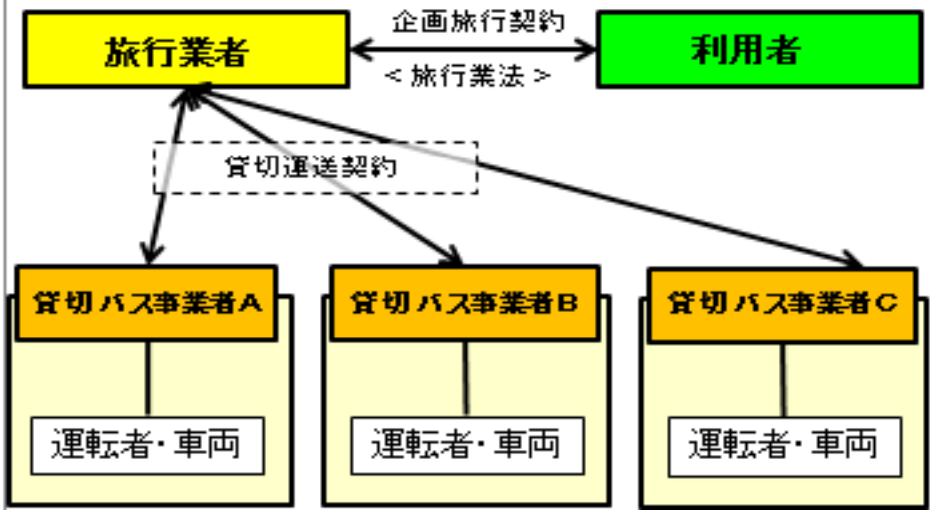 旅行業者
企画旅行契約
<旅行業法>
利用者
貸切運送契約
貸切バス事業者A
貸切バス事業者B
貸切バス事業者C
運転者・車両
運転者・車両
運転者・車両